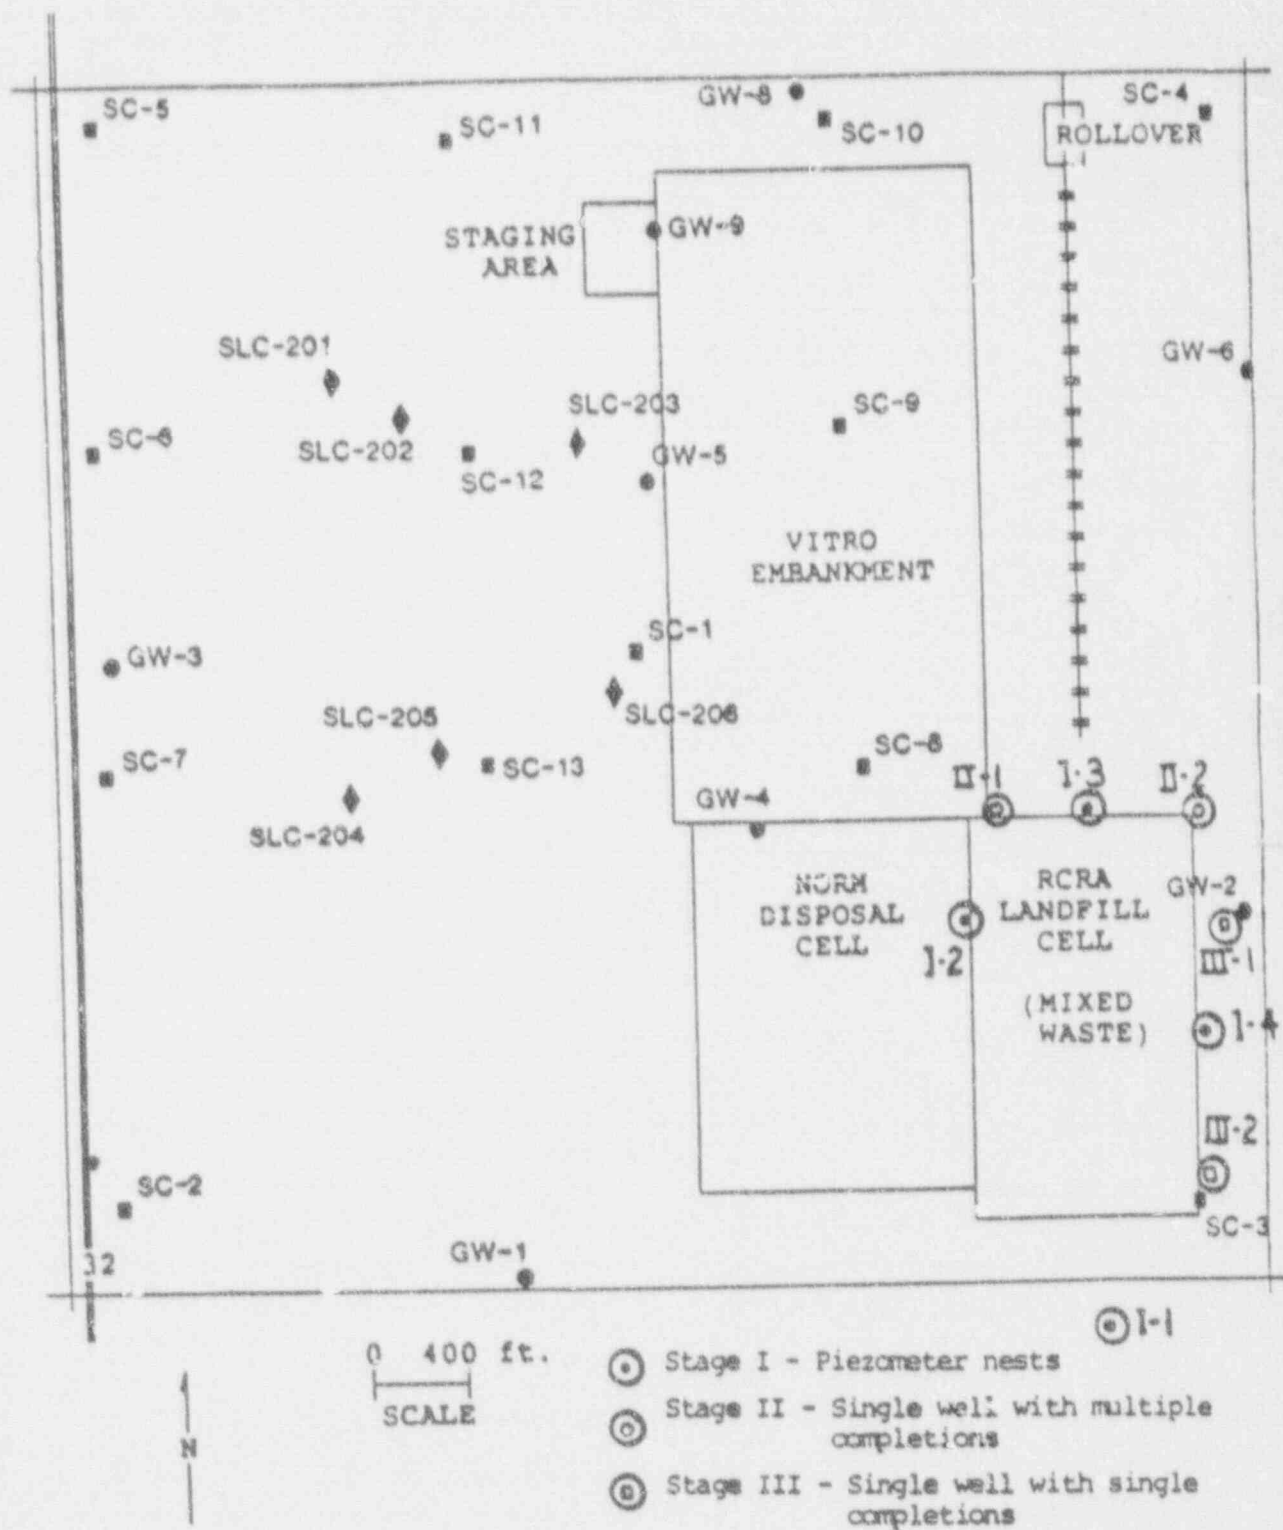 SC-5
GW-8
SC-4
SC-11
SC-10
ROLLOVER
GW-9
STAGING
AREA
SLC-201
GW-6
SLC-203
SC-9
SC-6
SLC-202
GW-5
SC-12
VITRO
EMBANKMENT
SC-1
GW-3
SLC-205
SLC-206
SC-7
SC-13
SC-8
II-1
I-3
II-2
GW-4
SLC-204
NORM
DISPOSAL
CELL
RCRA
LANDFILL
CELL
GW-2
I-2
III-1
(MIXED
WASTE)
I-4
III-2
SC-2
SC-3
GW-1
32
I-1
0 400 ft.
SCALE
N
Stage I - Piezometer nests
Stage II - Single well with multiple
completions
Stage III - Single well with single
completions